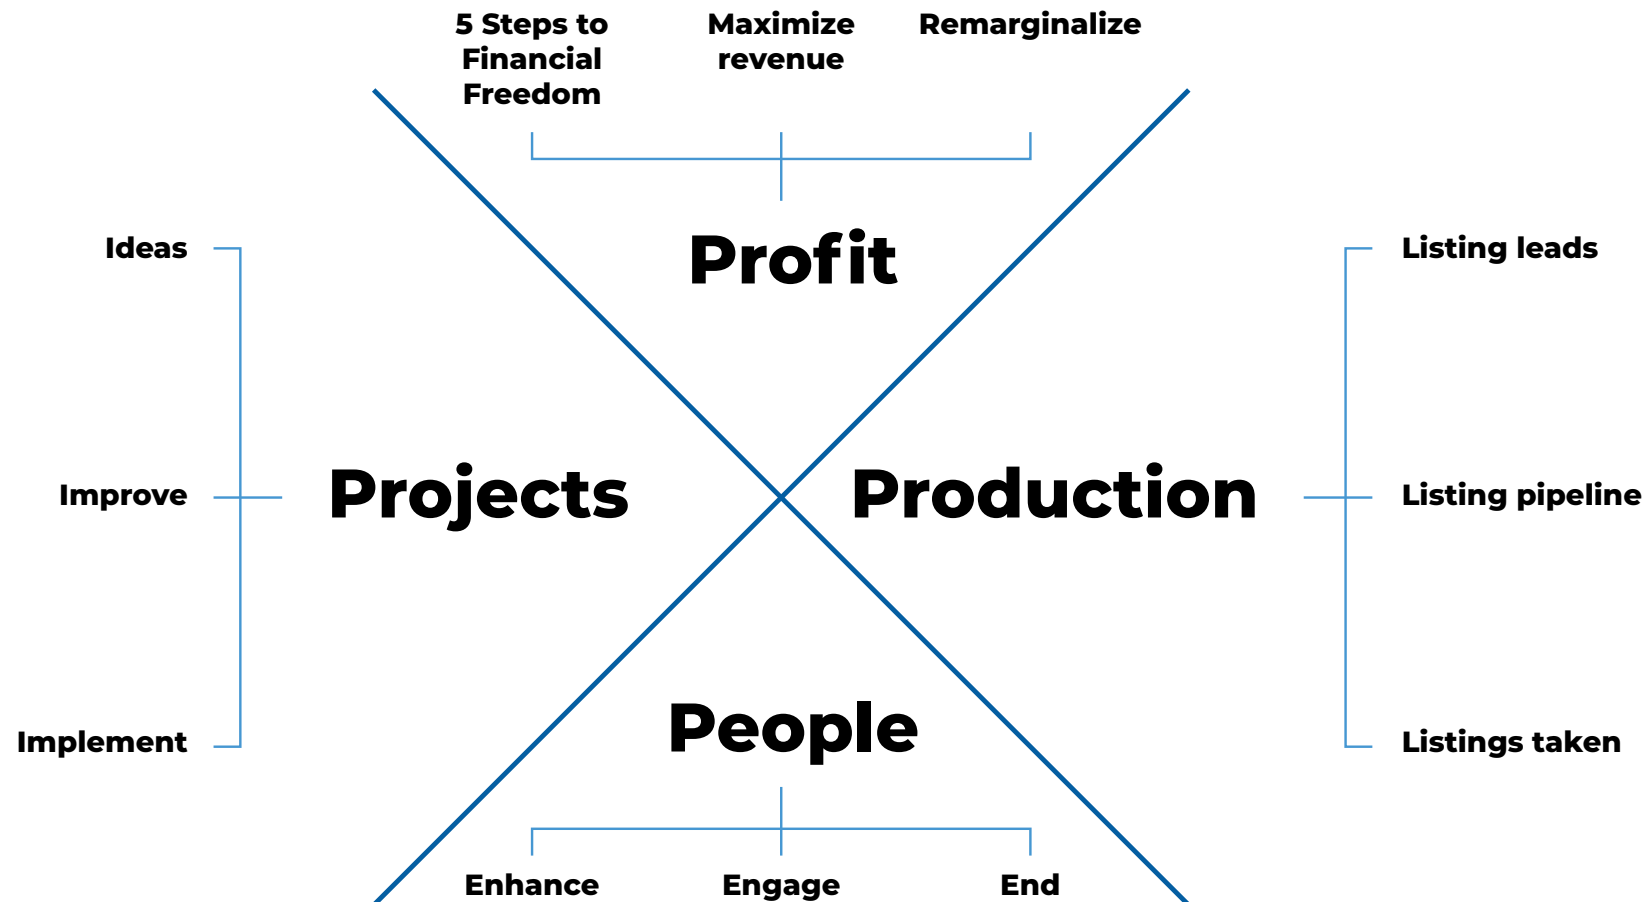 5 Steps to
Financial
Freedom
Maximize
revenue
Remarginalize
Profit
Ideas
Improve
Implement
Projects
Production
Listing leads
Listing pipeline
Listings taken
People
Enhance
Engage
End